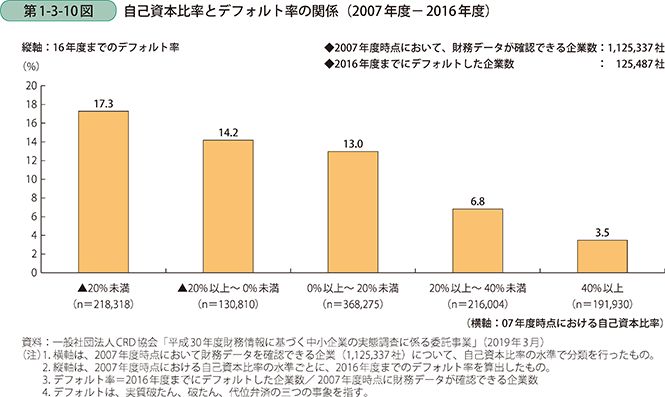 第1-3-10図 自己資本比率とデフォルト率の関係（2007年度－2016年度）
縦軸：16年度までのデフォルト率
◆2007年度時点において、財務データが確認できる企業数：1,125,337社
◆2016年度までにデフォルトした企業数 ： 125,487社
（%）
20
18
16
14
12
10
8
6
4
2
0
17.3
14.2
13.0
6.8
3.5
▲20%未満 ▲20%以上～0%未満 0%以上～20%未満 20%以上～40%未満 40%以上
（n=218,318） （n=130,810） （n=368,275） （n=216,004） （n=191,930）
（横軸：07年度時点における自己資本比率）
資料：一般社団法人CRD協会「平成30年度財務情報に基づく中小企業の実態調査に係る委託事業」（2019年3月）
（注）1. 横軸は、2007年度時点において財務データを確認できる企業（1,125,337社）について、自己資本比率の水準で分類を行ったもの。
2. 縦軸は、2007年度時点における自己資本比率の水準ごとに、2016年度までのデフォルト率を算出したもの。
3. デフォルト率＝2016年度までにデフォルトした企業数／2007年度時点に財務データが確認できる企業数
4. デフォルトは、実質破たん、破たん、代位弁済の三つの事象を指す。